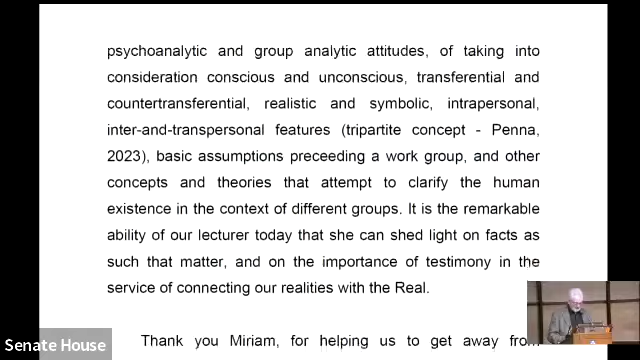 psychoanalytic and group analytic attitudes, of taking into
consideration conscious and unconscious, transferential and
countertransferential, realistic and symbolic, intrapersonal,
inter-and-transpersonal features (tripartite concept - Penna,
2023), basic assumptions preceeding a work group, and other
concepts and theories that attempt to clarify the human
existence in the context of different groups. It is the remarkable
ability of our lecturer today that she can shed light on facts as
such that matter, and on the importance of testimony in the
service of connecting our realities with the Real.
Thank you Miriam, for helping us to get away from
Senate House